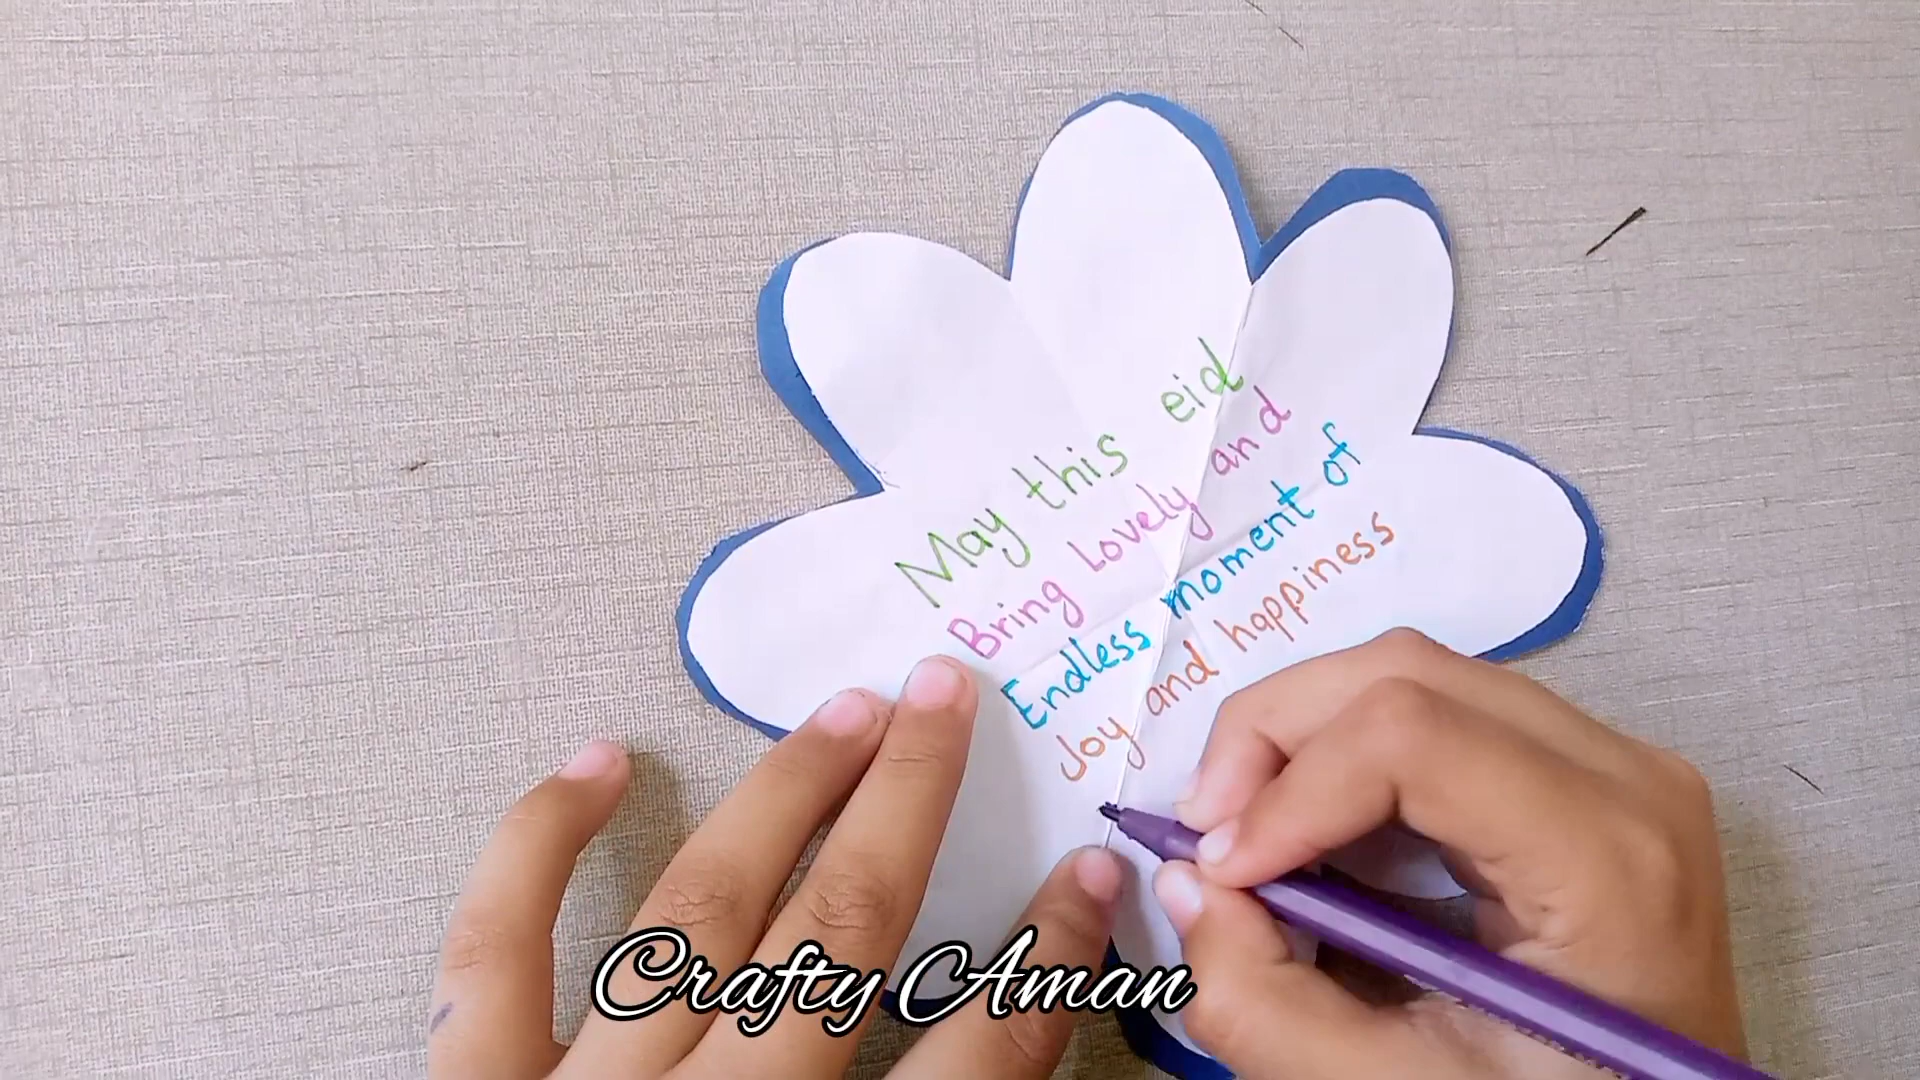 May this eid
Bring Lovely and
Endless moment of
Joy and happiness
Crafty Aman